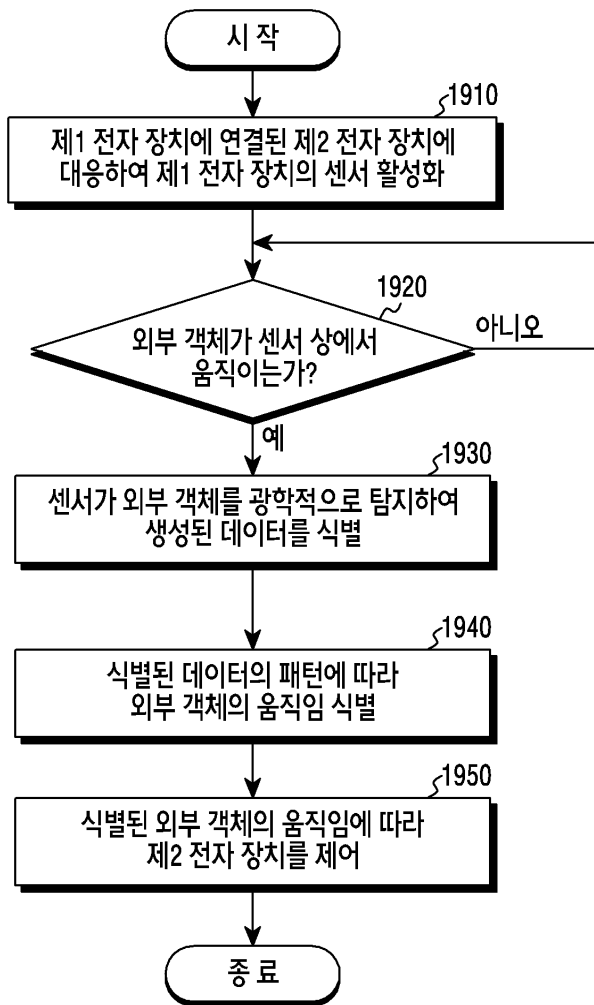 시 작
1910
제1 전자 장치에 연결된 제2 전자 장치에
대응하여 제1 전자 장치의 센서 활성화
1920
외부 객체가 센서 상에서
움직이는가?
아니오
예
1930
센서가 외부 객체를 광학적으로 탐지하여
생성된 데이터를 식별
1940
식별된 데이터의 패턴에 따라
외부 객체의 움직임 식별
1950
식별된 외부 객체의 움직임에 따라
제2 전자 장치를 제어
종 료